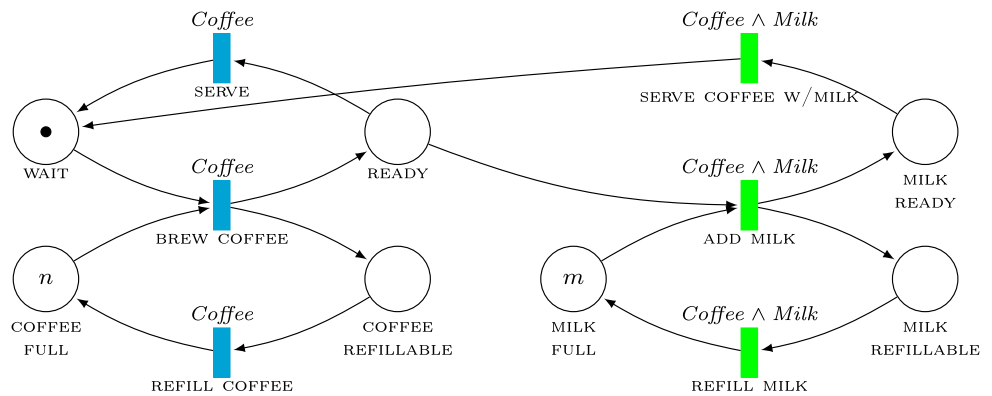 Coffee
Coffee ∧ Milk
SERVE
SERVE COFFEE W/MILK
WAIT
READY
Coffee
Coffee ∧ Milk
MILK
READY
BREW COFFEE
ADD MILK
n
m
COFFEE
FULL
Coffee
COFFEE
REFILLABLE
MILK
FULL
Coffee ∧ Milk
MILK
REFILLABLE
REFILL COFFEE
REFILL MILK